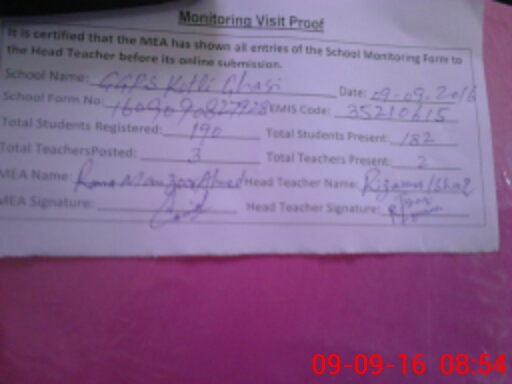 Monitoring Visit Proof
It is certified that the MEA has shown all entries of the School Monitoring Form to
the Head Teacher before its online submission.
School Name: GGPS Kotli Ghasi Date: 09.09.2016
School Form No: EMIS Code: 35210615
Total Students Registered: 190 Total Students Present: 182
Total TeachersPosted: 3 Total Teachers Present: 2
MEA Name: Rana Manzoor Ahmed Head Teacher Name: Rizwana
MEA Signature: Head Teacher Signature:
09-09-16 08:54